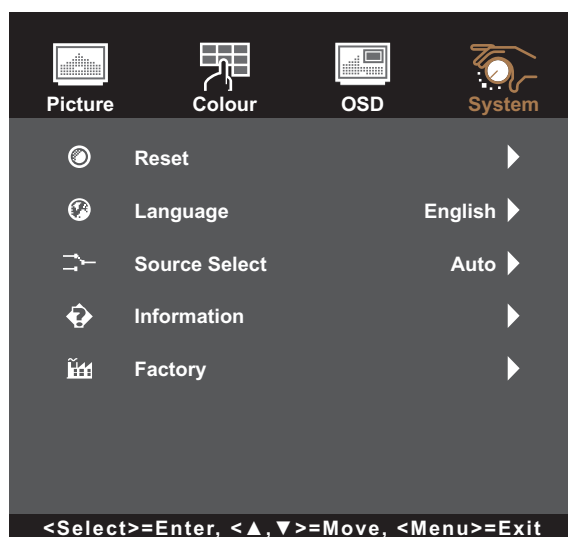 Picture Colour OSD System
Reset
Language English
Source Select Auto
Information
Factory
<Select>=Enter, <▲,▼>=Move, <Menu>=Exit